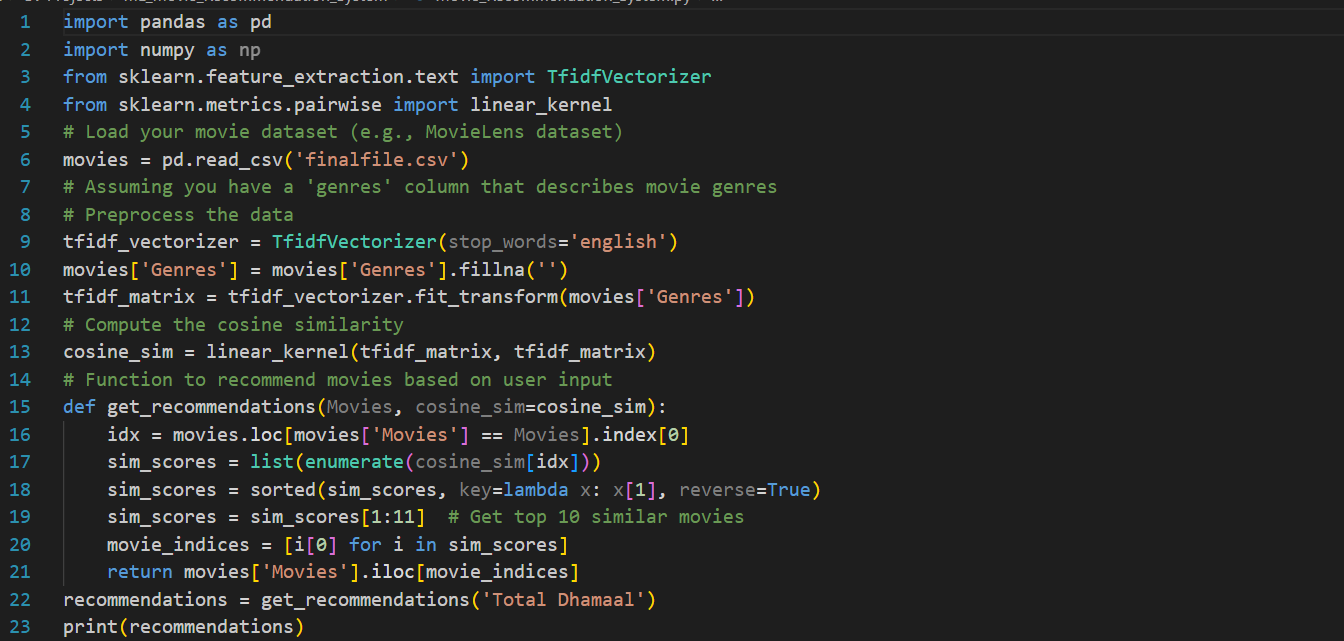 1 import pandas as pd
2 import numpy as np
3 from sklearn.feature_extraction.text import TfidfVectorizer
4 from sklearn.metrics.pairwise import linear_kernel
5 # Load your movie dataset (e.g., MovieLens dataset)
6 movies = pd.read_csv('finalfile.csv')
7 # Assuming you have a 'genres' column that describes movie genres
8 # Preprocess the data
9 tfidf_vectorizer = TfidfVectorizer(stop_words='english')
10 movies['Genres'] = movies['Genres'].fillna('')
11 tfidf_matrix = tfidf_vectorizer.fit_transform(movies['Genres'])
12 # Compute the cosine similarity
13 cosine_sim = linear_kernel(tfidf_matrix, tfidf_matrix)
14 # Function to recommend movies based on user input
15 def get_recommendations(Movies, cosine_sim=cosine_sim):
16     idx = movies.loc[movies['Movies'] == Movies].index[0]
17     sim_scores = list(enumerate(cosine_sim[idx]))
18     sim_scores = sorted(sim_scores, key=lambda x: x[1], reverse=True)
19     sim_scores = sim_scores[1:11]  # Get top 10 similar movies
20     movie_indices = [i[0] for i in sim_scores]
21     return movies['Movies'].iloc[movie_indices]
22 recommendations = get_recommendations('Total Dhamaal')
23 print(recommendations)